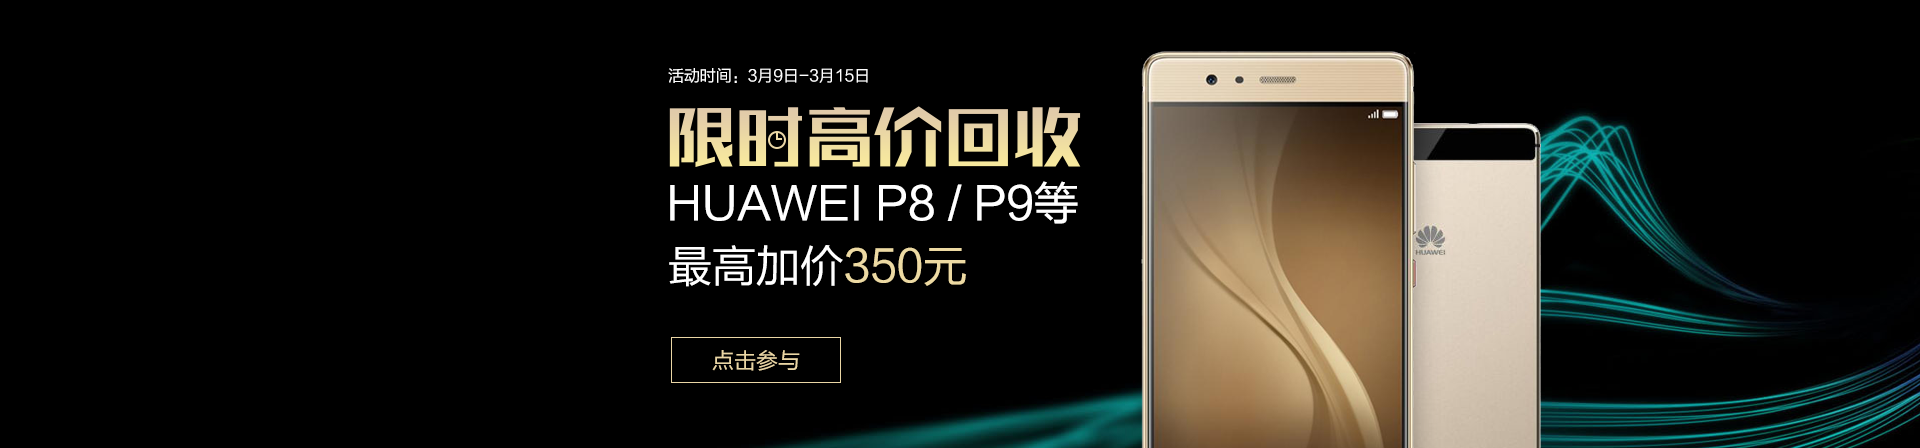 活动时间：3月9日-3月15日
限时高价回收
HUAWEI P8 / P9等
最高加价350元
点击参与
HUAWEI